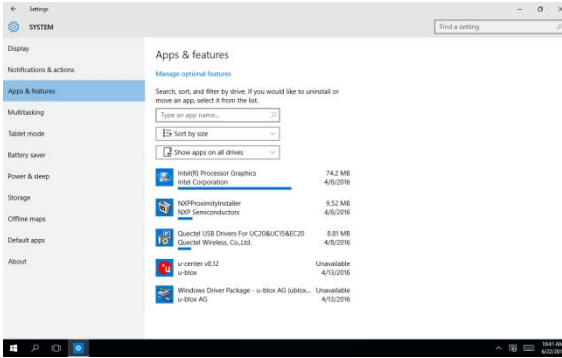 Settings
SYSTEM
Find a setting
Display
Notifications & actions
Apps & features
Multitasking
Tablet mode
Battery saver
Power & sleep
Storage
Offline maps
Default apps
About
Apps & features
Manage optional features
Search, sort, and filter by drive. If you would like to uninstall or
move an app, select it from the list.
Type an app name...
Sort by size
Show apps on all drives
Intel(R) Processor Graphics 74.2 MB
Intel Corporation 4/8/2016
NXPProximityInstaller 9.52 MB
NXP Semiconductors 4/8/2016
Quectel USB Drivers For UC20&UC15&EC20 8.81 MB
Quectel Wireless, Co.,Ltd. 4/8/2016
u-center v8.12 Unavailable
u-blox 4/13/2016
Windows Driver Package - u-blox AG (ublox... Unavailable
u-blox AG 4/13/2016